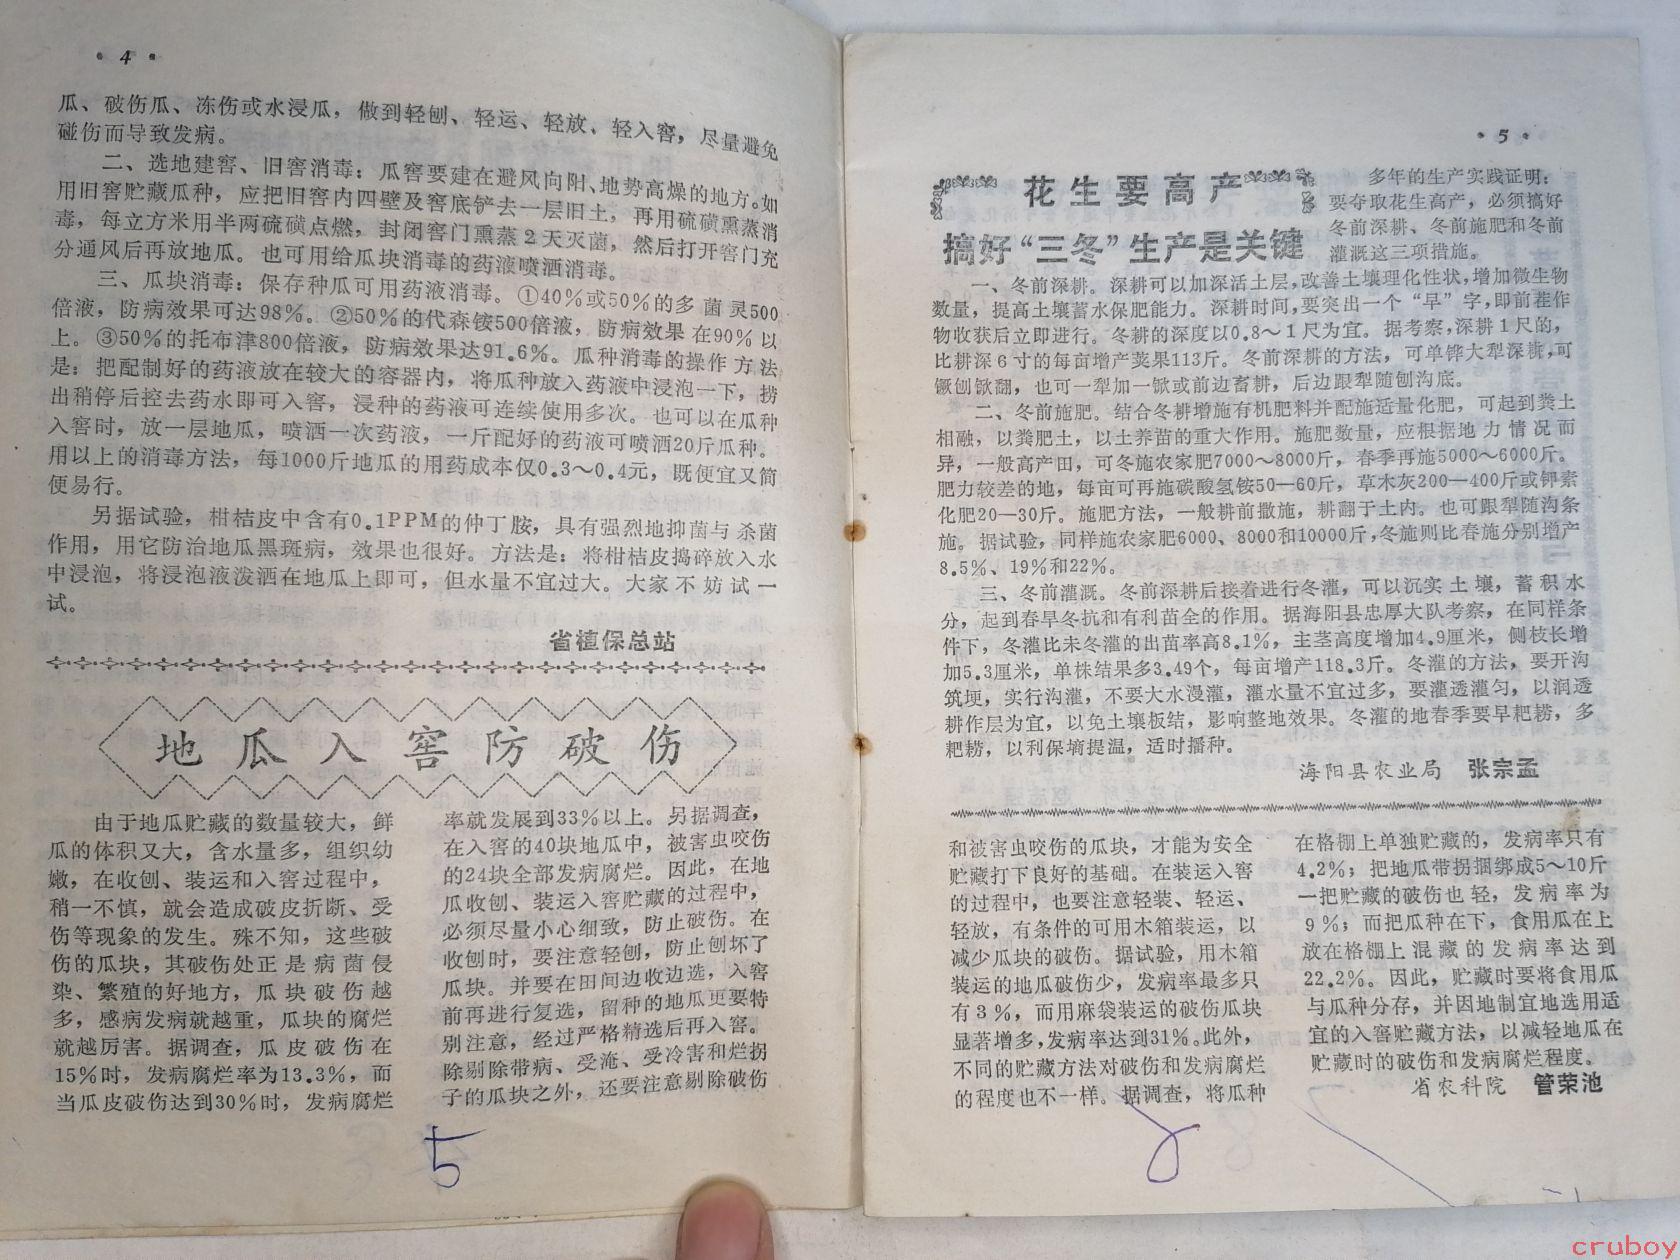 • 4 •
瓜、破伤瓜、冻伤或水浸瓜，做到轻刨、轻运、轻放、轻入窖，尽量避免
碰伤而导致发病。
二、选地建窖、旧窖消毒：瓜窖要建在避风向阳、地势高燥的地方。如
用旧窖贮藏瓜种，应把旧窖内四壁及窖底铲去一层旧土，再用硫磺熏蒸消
毒，每立方米用半两硫磺点燃，封闭窖门熏蒸2天灭菌，然后打开窖门充
分通风后再放地瓜。也可用给瓜块消毒的药液喷洒消毒。
三、瓜块消毒：保存种瓜可用药液消毒。①40%或50%的多菌灵500
倍液，防病效果可达98%。②50%的代森铵500倍液，防病效果在90%以
上。③50%的托布津800倍液，防病效果达91.6%。瓜种消毒的操作方法
是：把配制好的药液放在较大的容器内，将瓜种放入药液中浸泡一下，捞
出稍停后控去药水即可入窖，浸种的药液可连续使用多次。也可以在瓜种
入窖时，放一层地瓜，喷洒一次药液，一斤配好的药液可喷洒20斤瓜种。
用以上的消毒方法，每1000斤地瓜的用药成本仅0.3～0.4元，既便宜又简
便易行。
另据试验，柑桔皮中含有0.1PPM的仲丁胺，具有强烈地抑菌与杀菌
作用，用它防治地瓜黑斑病，效果也很好。方法是：将柑桔皮捣碎放入水
中浸泡，将浸泡液泼洒在地瓜上即可，但水量不宜过大。大家不妨试一
试。
省植保总站
地瓜入窖防破伤
由于地瓜贮藏的数量较大，鲜
瓜的体积又大，含水量多，组织幼
嫩，在收刨、装运和入窖过程中，
稍一不慎，就会造成破皮折断、受
伤等现象的发生。殊不知，这些破
伤的瓜块，其破伤处正是病菌侵
染、繁殖的好地方，瓜块破伤越
多，感病发病就越重，瓜块的腐烂
就越厉害。据调查，瓜皮破伤在
15%时，发病腐烂率为13.3%，而
当瓜皮破伤达到30%时，发病腐烂
率就发展到33%以上。另据调查，
在入窖的40块地瓜中，被害虫咬伤
的24块全部发病腐烂。因此，在地
瓜收刨、装运入窖贮藏的过程中，
必须尽量小心细致，防止破伤。在
收刨时，要注意轻刨，防止刨坏了
瓜块。并要在田间边收边选，入窖
前再进行复选，留种的地瓜更要特
别注意，经过严格精选后再入窖。
除剔除带病、受淹、受冷害和烂拐
子的瓜块之外，还要注意剔除破伤
5
• 5 •
花生要高产
搞好“三冬”生产是关键
多年的生产实践证明：
要夺取花生高产，必须搞好
冬前深耕、冬前施肥和冬前
灌溉这三项措施。
一、冬前深耕。深耕可以加深活土层，改善土壤理化性状，增加微生物
数量，提高土壤蓄水保肥能力。深耕时间，要突出一个“早”字，即前茬作
物收获后立即进行。冬耕的深度以0.8～1尺为宜。据考察，深耕1尺的，
比耕深6寸的每亩增产荚果113斤。冬前深耕的方法，可单铧大犁深耕，可
镢刨锨翻，也可一犁加一锨或前边畜耕，后边跟犁随刨沟底。
二、冬前施肥。结合冬耕增施有机肥料并配施适量化肥，可起到粪土
相融，以粪肥土，以土养苗的重大作用。施肥数量，应根据地力情况而
异，一般高产田，可冬施农家肥7000～8000斤，春季再施5000～6000斤。
肥力较差的地，每亩可再施碳酸氢铵50—60斤，草木灰200—400斤或钾素
化肥20—30斤。施肥方法，一般耕前撒施，耕翻于土内。也可跟犁随沟条
施。据试验，同样施农家肥6000、8000和10000斤，冬施则比春施分别增产
8.5%、19%和22%。
三、冬前灌溉。冬前深耕后接着进行冬灌，可以沉实土壤，蓄积水
分，起到春旱冬抗和有利苗全的作用。据海阳县忠厚大队考察，在同样条
件下，冬灌比未冬灌的出苗率高8.1%，主茎高度增加4.9厘米，侧枝长增
加5.3厘米，单株结果多3.49个，每亩增产118.3斤。冬灌的方法，要开沟
筑埂，实行沟灌，不要大水漫灌，灌水量不宜过多，要灌透灌匀，以润透
耕作层为宜，以免土壤板结，影响整地效果。冬灌的地春季要早耙耢，多
耙耢，以利保墒提温，适时播种。
海阳县农业局 张宗孟
和被害虫咬伤的瓜块，才能为安全
贮藏打下良好的基础。在装运入窖
的过程中，也要注意轻装、轻运、
轻放，有条件的可用木箱装运，以
减少瓜块的破伤。据试验，用木箱
装运的地瓜破伤少，发病率最多只
有3%，而用麻袋装运的破伤瓜块
显著增多，发病率达到31%。此外，
不同的贮藏方法对破伤和发病腐烂
的程度也不一样。据调查，将瓜种
在格棚上单独贮藏的，发病率只有
4.2%；把地瓜带拐捆绑成5～10斤
一把贮藏的破伤也轻，发病率为
9%；而把瓜种在下，食用瓜在上
放在格棚上混藏的发病率达到
22.2%。因此，贮藏时要将食用瓜
与瓜种分存，并因地制宜地选用适
宜的入窖贮藏方法，以减轻地瓜在
贮藏时的破伤和发病腐烂程度。
省农科院 管荣池
8
cruboy